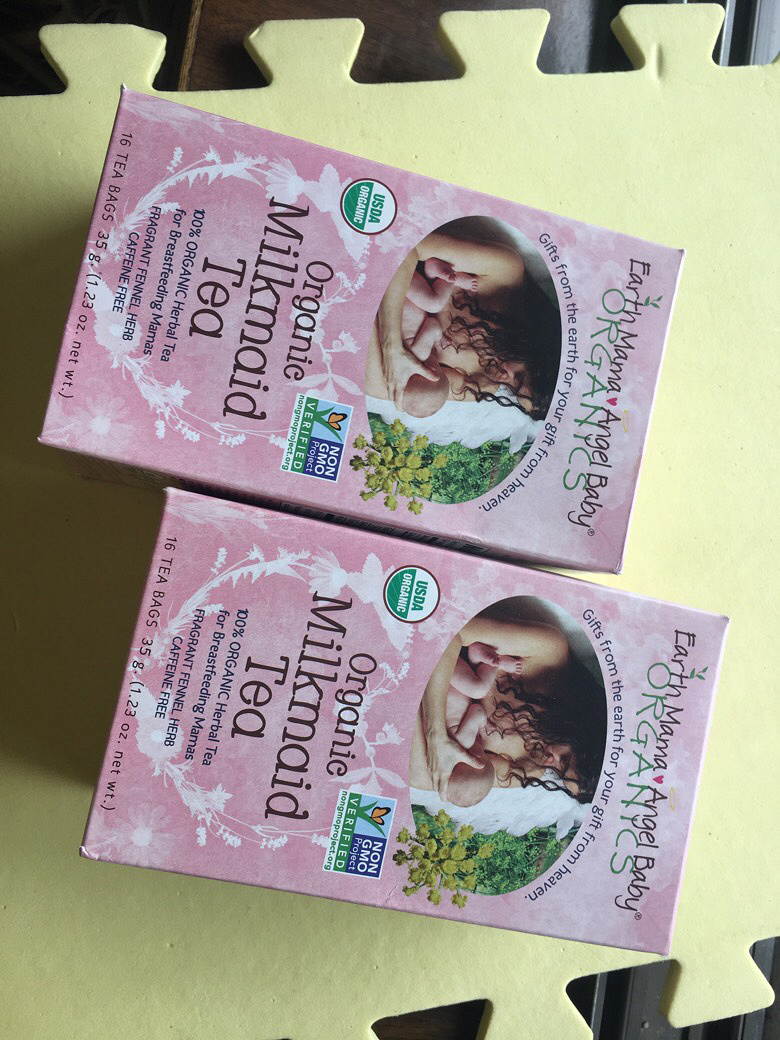 Earth Mama Angel Baby®
ORGANICS
Gifts from the earth for your gift from heaven.
USDA
ORGANIC
Organic
Milkmaid
Tea
NON
GMO
Project
VERIFIED
nongmoproject.org
100% ORGANIC Herbal Tea
for Breastfeeding Mamas
FRAGRANT FENNEL HERB
CAFFEINE FREE
16 TEA BAGS 35 g. (1.23 oz. net wt.)
Earth Mama Angel Baby®
ORGANICS
Gifts from the earth for your gift from heaven.
USDA
ORGANIC
Organic
Milkmaid
Tea
NON
GMO
Project
VERIFIED
nongmoproject.org
100% ORGANIC Herbal Tea
for Breastfeeding Mamas
FRAGRANT FENNEL HERB
CAFFEINE FREE
16 TEA BAGS 35 g. (1.23 oz. net wt.)